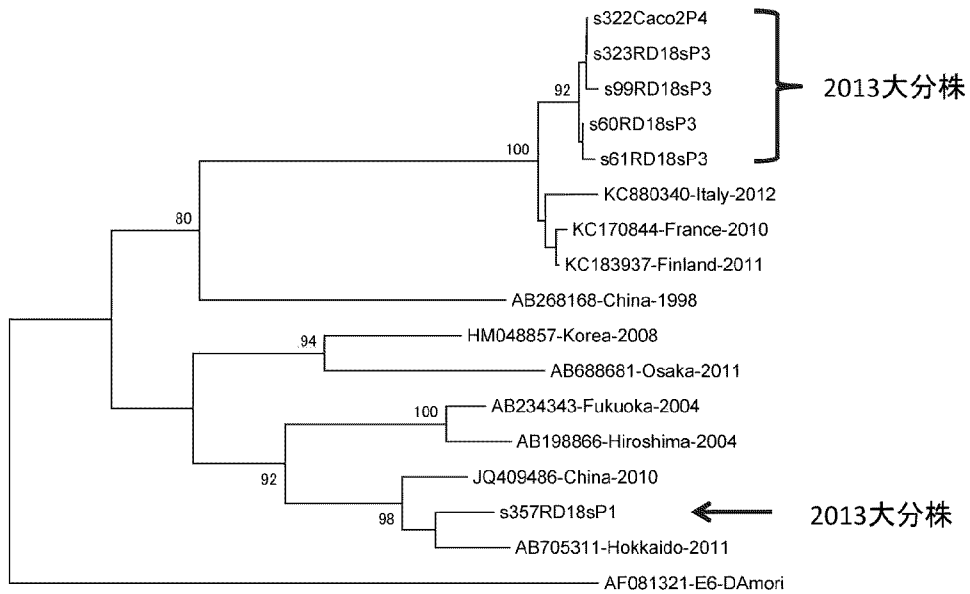 s322Caco2P4
s323RD18sP3
92
s99RD18sP3
2013大分株
s60RD18sP3
100
s61RD18sP3
KC880340-Italy-2012
80
KC170844-France-2010
KC183937-Finland-2011
AB268168-China-1998
HM048857-Korea-2008
94
AB688681-Osaka-2011
AB234343-Fukuoka-2004
100
AB198866-Hiroshima-2004
92
JQ409486-China-2010
s357RD18sP1
2013大分株
98
AB705311-Hokkaido-2011
AF081321-E6-DAmori